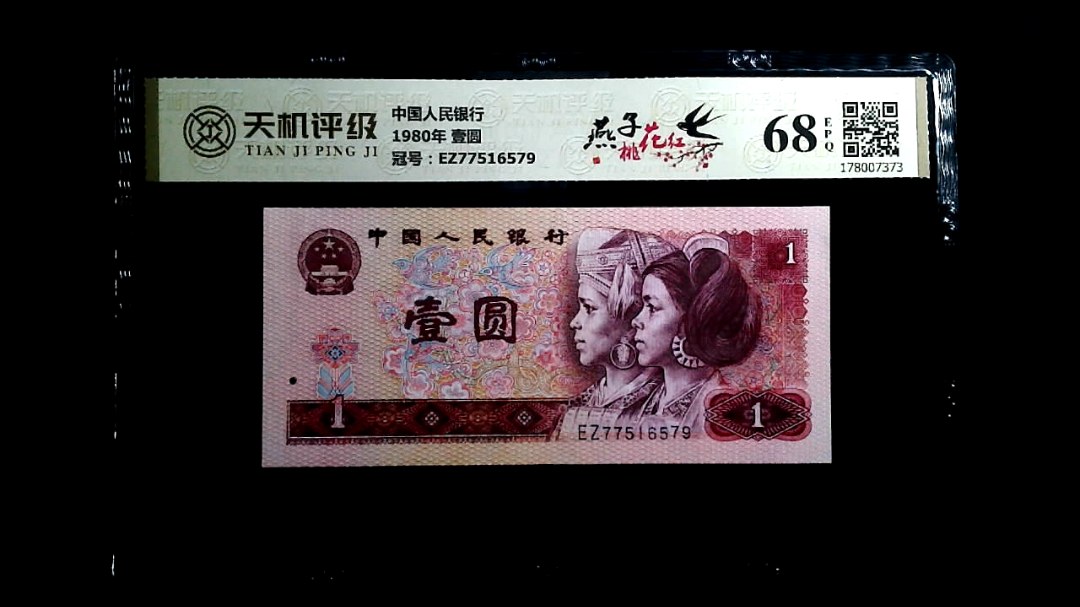 天机评级
TIAN JI PING JI
中国人民银行
1980年 壹圆
冠号：EZ77516579
燕子
桃花红
68
EPQ
178007373
中国人民银行
壹圆
1
1
1
EZ77516579